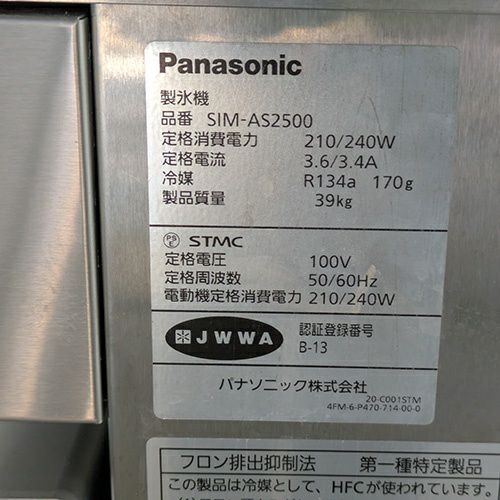 Panasonic
製氷機
品番 SIM-AS2500
定格消費電力 210/240W
定格電流 3.6/3.4A
冷媒 R134a 170g
製品質量 39kg
PS E STMC
定格電圧 100V
定格周波数 50/60Hz
電動機定格消費電力 210/240W
JWWA 認証登録番号
B-13
パナソニック株式会社
20-C001STM
4FM-6-P470-714-00-0
フロン排出抑制法 第一種特定製品
この製品は冷媒として、HFCが使われています。